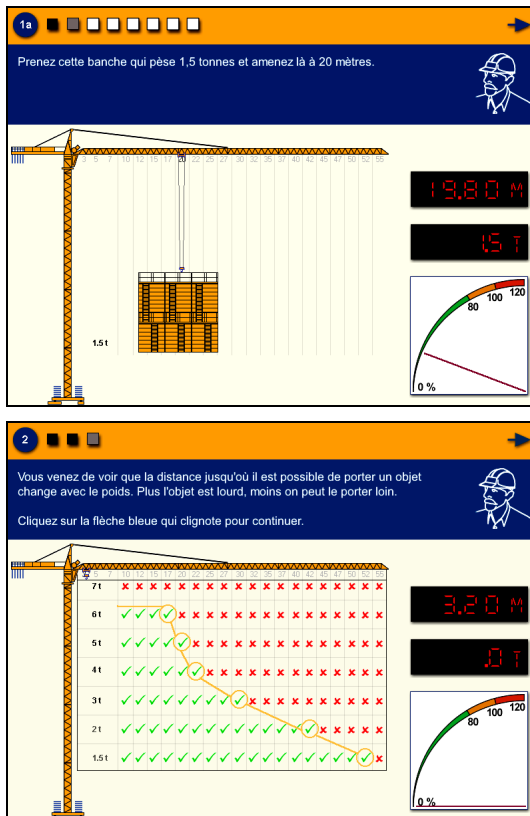 1a
Prenez cette banche qui pèse 1,5 tonnes et amenez là à 20 mètres.
3 5 7 10 12 15 17 20 22 25 27 30 32 35 37 40 42 45 47 50 52 55
19.80 M
1.5 T
80 100 120
0 %
1.5 t
2
Vous venez de voir que la distance jusqu'où il est possible de porter un objet
change avec le poids. Plus l'objet est lourd, moins on peut le porter loin.
Cliquez sur la flèche bleue qui clignote pour continuer.
5 7 10 12 15 17 20 22 25 27 30 32 35 37 40 42 45 47 50 52 55
7 t
6 t
5 t
4 t
3 t
2 t
1.5 t
3.20 M
.0 T
80 100 120
0 %